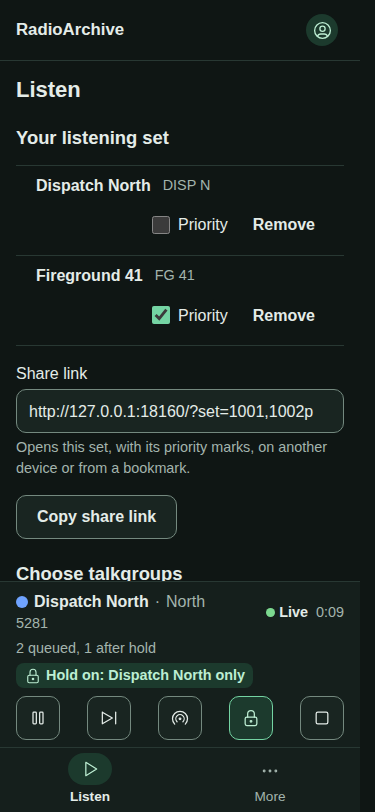 RadioArchive
Listen
Your listening set
Dispatch North DISP N
Priority Remove
Fireground 41 FG 41
Priority Remove
Share link
http://127.0.0.1:18160/?set=1001,1002p
Opens this set, with its priority marks, on another
device or from a bookmark.
Copy share link
Choose talkgroups
Dispatch North · North
5281
Live 0:09
2 queued, 1 after hold
Hold on: Dispatch North only
Listen
More